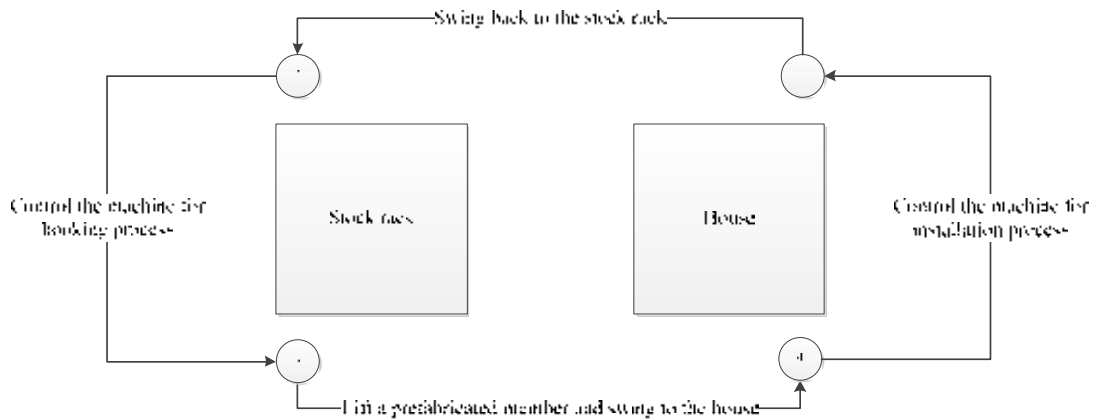 Swing back to the stock rack
Control the machine for
hooking process
Stock rack
House
Control the machine for
installation process
4
Lift a prefabricated member and swing to the house